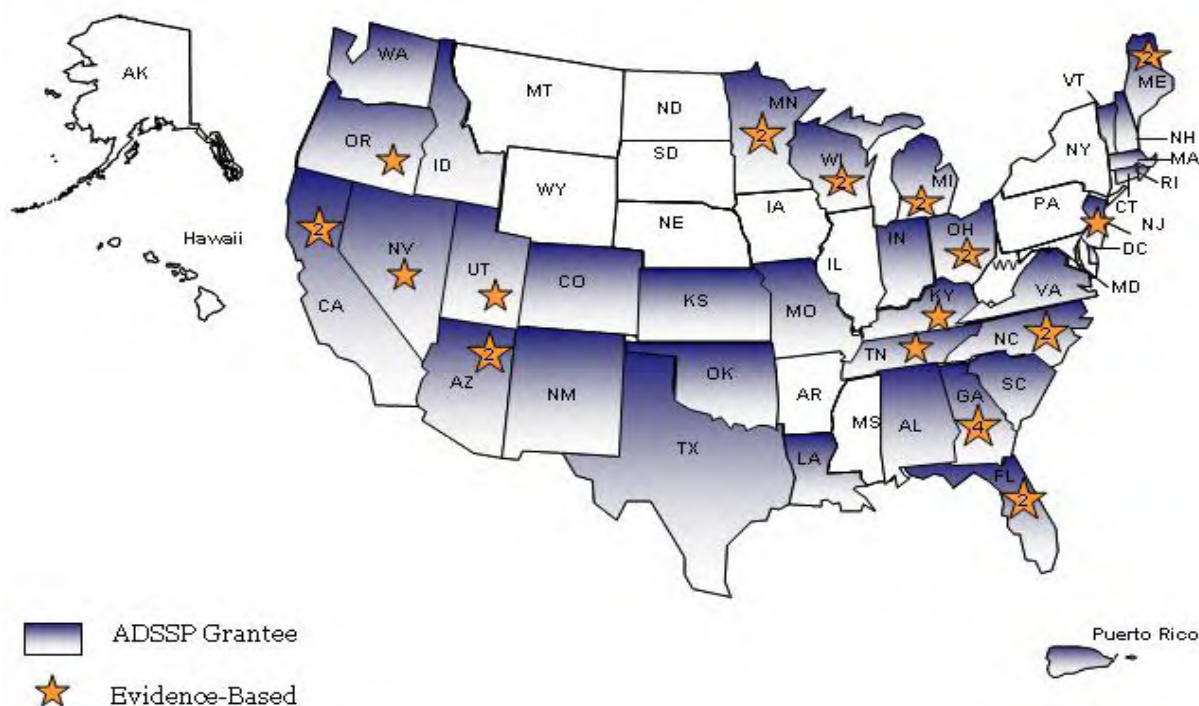 AK
WA
MT
ND
MN
VT
ME
2
OR
ID
SD
WI
2
MI
2
NY
NH
MA
RI
WY
2
Hawaii
NV
UT
NE
IA
IL
IN
OH
2
PA
CT
NJ
DC
MD
WV
2
CA
CO
KS
MO
KY
VA
2
AZ
NM
OK
TN
NC
2
AR
SC
TX
LA
MS
AL
GA
4
FL
2
ADSSP Grantee
Puerto Rico
Evidence-Based